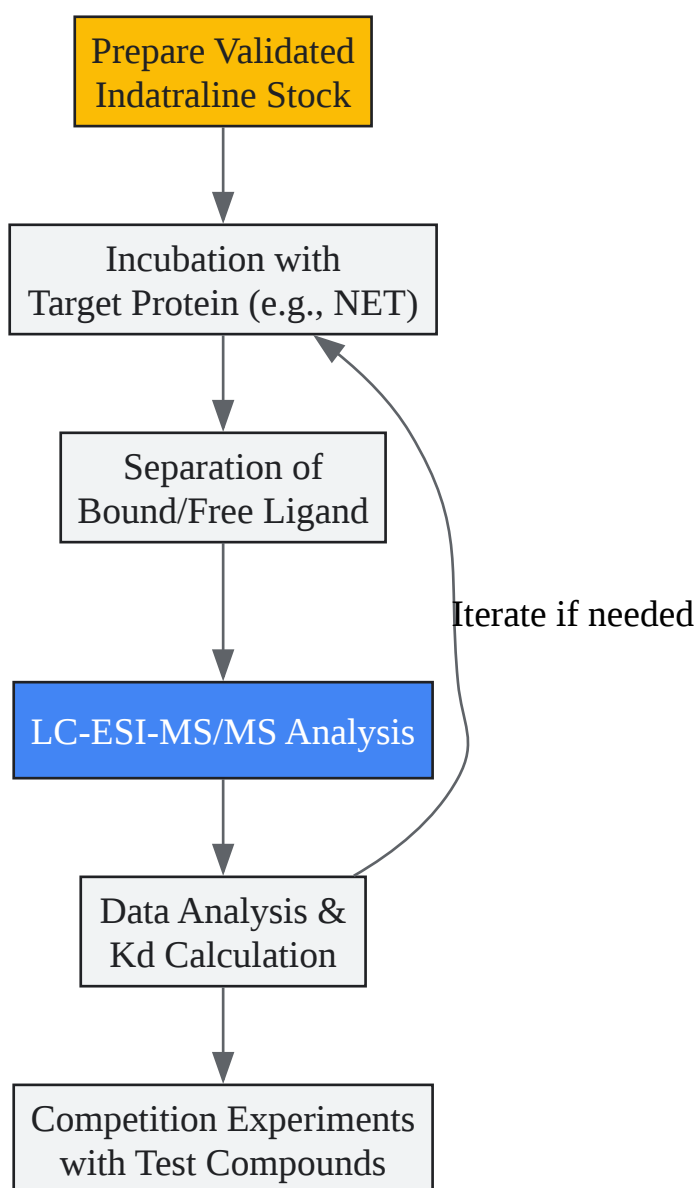 Prepare Validated
Indatraline Stock
Incubation with
Target Protein (e.g., NET)
Separation of
Bound/Free Ligand
Iterate if needed
LC-ESI-MS/MS Analysis
Data Analysis &
Kd Calculation
Competition Experiments
with Test Compounds